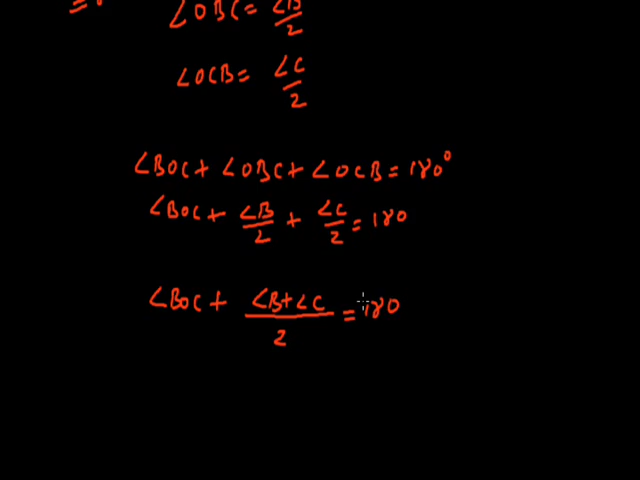 ∠OBC = ∠B/2
∠OCB = ∠C/2
∠BOC + ∠OBC + ∠OCB = 180°
∠BOC + ∠B/2 + ∠C/2 = 180
∠BOC + (∠B + ∠C)/2 = 180